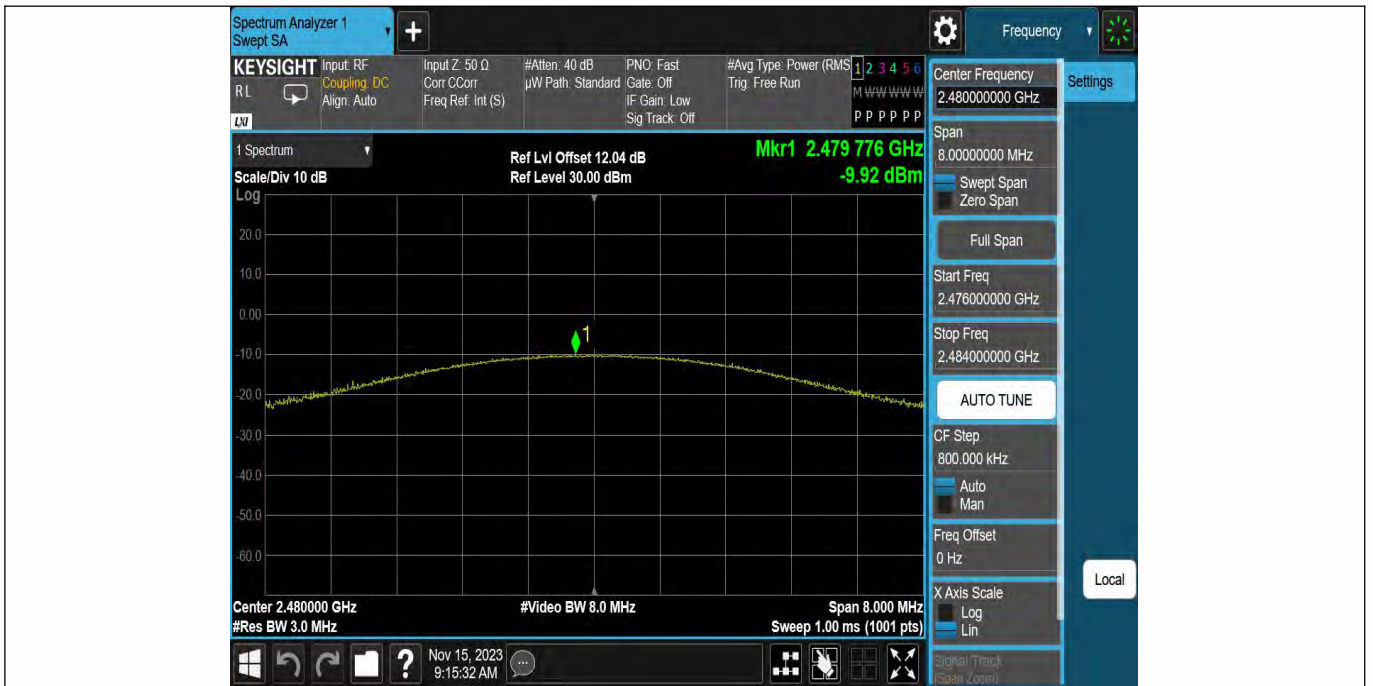 Spectrum Analyzer 1
Swept SA
+
Frequency
KEYSIGHT
RL
LXI
Input: RF
Coupling: DC
Align: Auto
Input Z: 50 Ω
Corr CCorr
Freq Ref: Int (S)
#Atten: 40 dB
µW Path: Standard
PNO: Fast
Gate: Off
IF Gain: Low
Sig Track: Off
#Avg Type: Power (RMS
Trig: Free Run
1 2 3 4 5 6
M W W W W W
P P P P P P
1 Spectrum
Scale/Div 10 dB
Ref Lvl Offset 12.04 dB
Ref Level 30.00 dBm
Mkr1 2.479 776 GHz
-9.92 dBm
Log
20.0
10.0
0.00
-10.0
-20.0
-30.0
-40.0
-50.0
-60.0
1
Center 2.480000 GHz
#Res BW 3.0 MHz
#Video BW 8.0 MHz
Span 8.000 MHz
Sweep 1.00 ms (1001 pts)
Center Frequency
2.480000000 GHz
Settings
Span
8.00000000 MHz
Swept Span
Zero Span
Full Span
Start Freq
2.476000000 GHz
Stop Freq
2.484000000 GHz
AUTO TUNE
CF Step
800.000 kHz
Auto
Man
Freq Offset
0 Hz
Local
X Axis Scale
Log
Lin
Signal Track
(Span Zoom)
?
Nov 15, 2023
9:15:32 AM